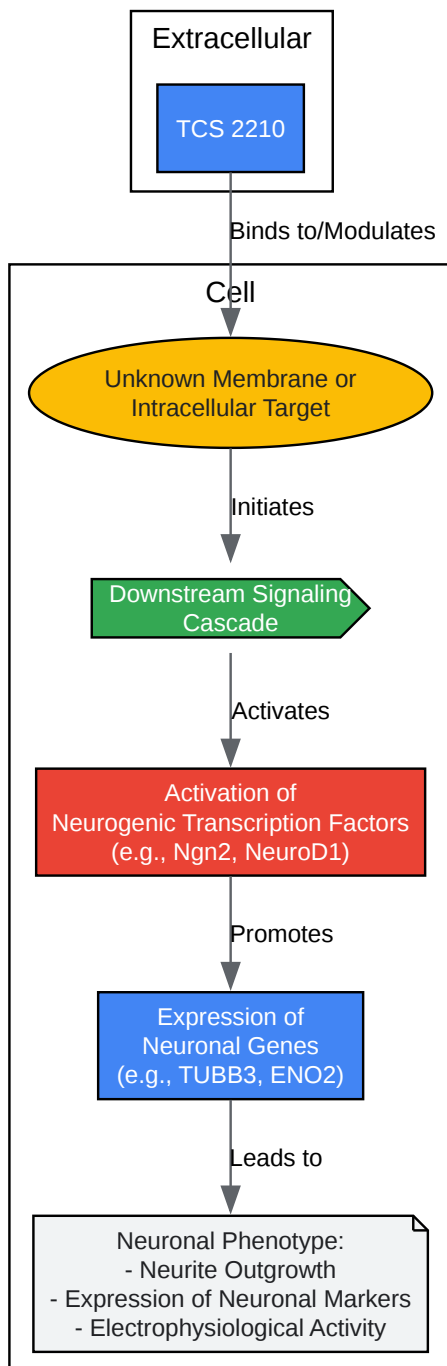 Extracellular
TCS 2210
Binds to/Modulates
Cell
Unknown Membrane or
Intracellular Target
Initiates
Downstream Signaling
Cascade
Activates
Activation of
Neurogenic Transcription Factors
(e.g., Ngn2, NeuroD1)
Promotes
Expression of
Neuronal Genes
(e.g., TUBB3, ENO2)
Leads to
Neuronal Phenotype:
- Neurite Outgrowth
- Expression of Neuronal Markers
- Electrophysiological Activity